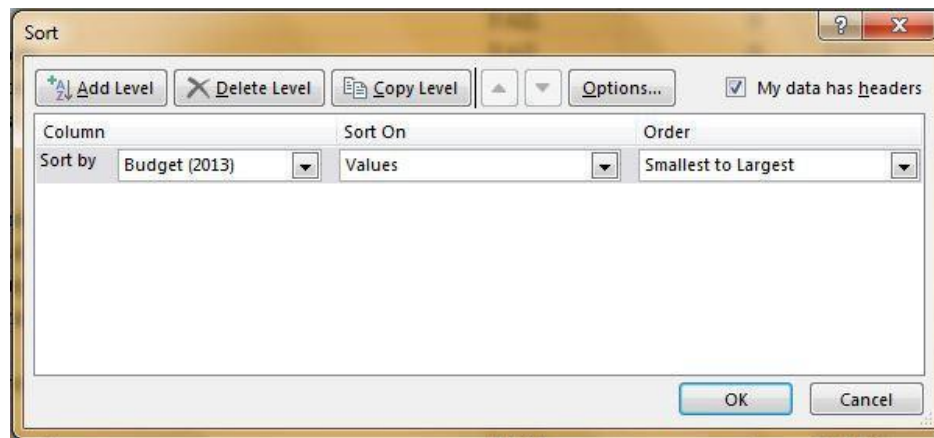 Sort
Add Level Delete Level Copy Level Options... My data has headers
Column Sort On Order
Sort by Budget (2013) Values Smallest to Largest
OK Cancel